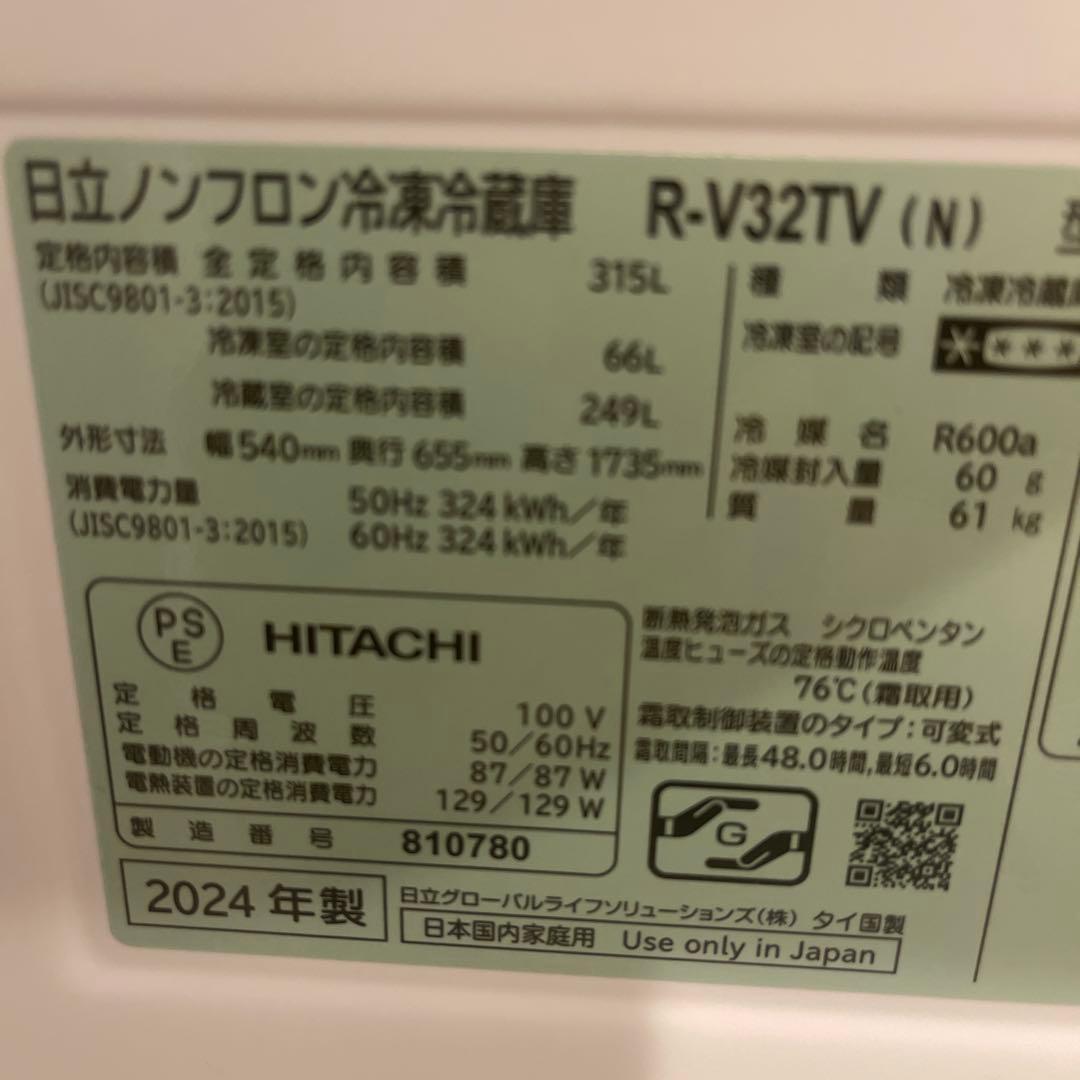 日立ノンフロン冷凍冷蔵庫 R-V32TV (N)
定格内容積 全定格内容積 315L
(JISC9801-3:2015)
冷凍室の定格内容積 66L
冷蔵室の定格内容積 249L
外形寸法 幅540mm 奥行655mm 高さ1735mm
消費電力量 50Hz 324kWh/年
(JISC9801-3:2015) 60Hz 324kWh/年
種類 冷凍冷蔵庫
冷凍室の記号 ****
冷媒名 R600a
冷媒封入量 60 g
質量 61 kg
PSE HITACHI
定格電圧 100 V
定格周波数 50/60Hz
電動機の定格消費電力 87/87 W
電熱装置の定格消費電力 129/129 W
製造番号 810780
断熱発泡ガス シクロペンタン
温度ヒューズの定格動作温度
76℃(霜取用)
霜取制御装置のタイプ:可変式
霜取間隔:最長48.0時間,最短6.0時間
G
2024年製
日立グローバルライフソリューションズ(株) タイ国製
日本国内家庭用 Use only in Japan